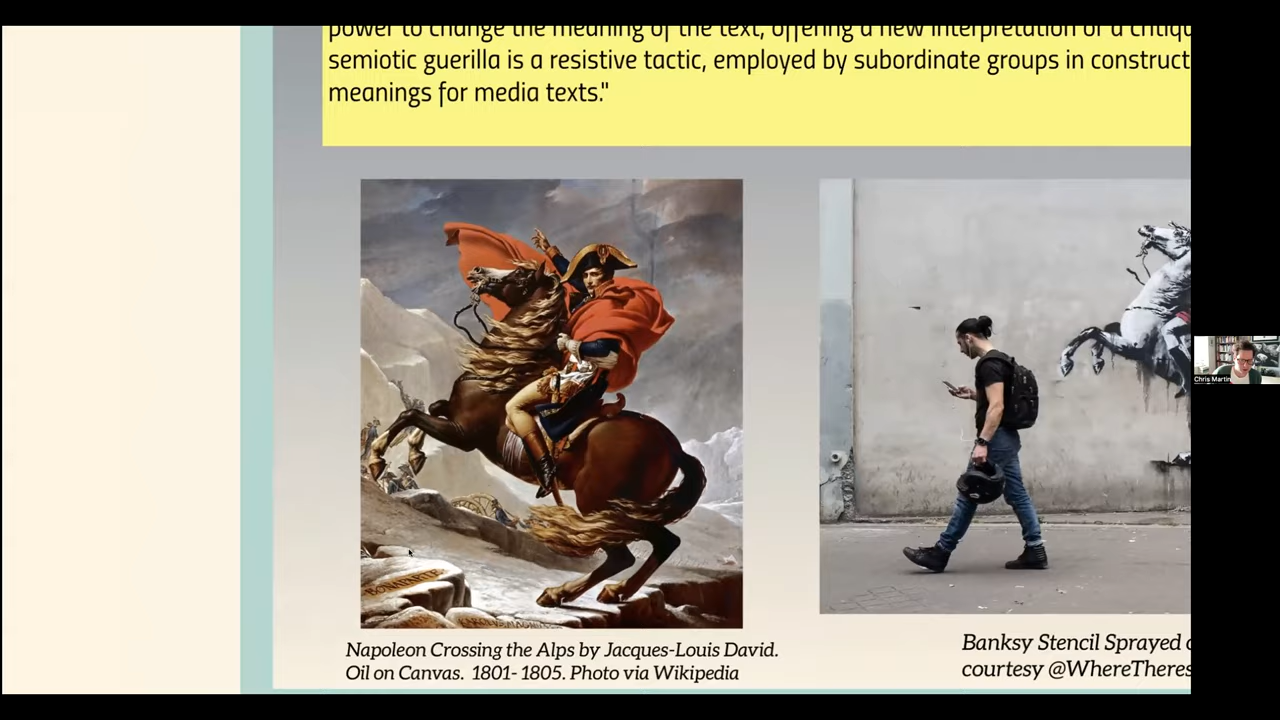 power to change the meaning of the text, offering a new interpretation or a critiqu
semiotic guerilla is a resistive tactic, employed by subordinate groups in construct
meanings for media texts."
BONAPARTE
Napoleon Crossing the Alps by Jacques-Louis David.
Oil on Canvas. 1801- 1805. Photo via Wikipedia
Banksy Stencil Sprayed
courtesy @WhereTheres
Chris Martin